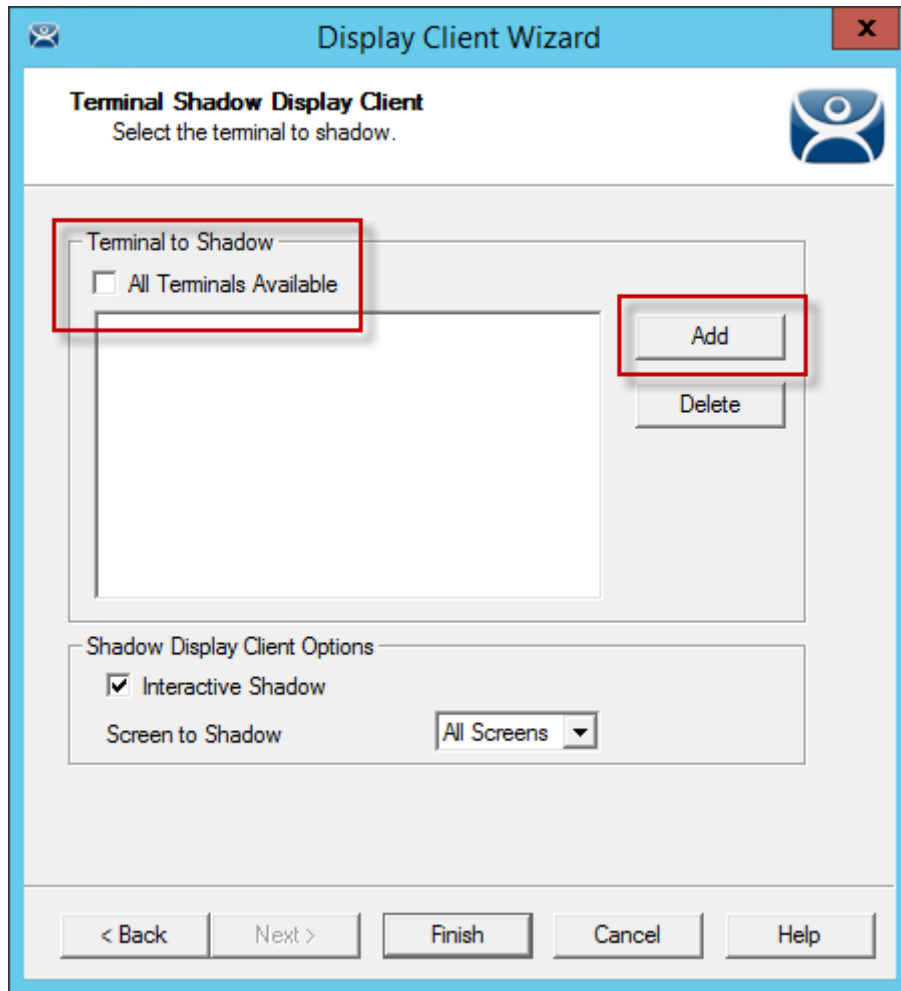 Display Client Wizard
x
Terminal Shadow Display Client
Select the terminal to shadow.
Terminal to Shadow
All Terminals Available
Add
Delete
Shadow Display Client Options
Interactive Shadow
Screen to Shadow All Screens
< Back Next > Finish Cancel Help